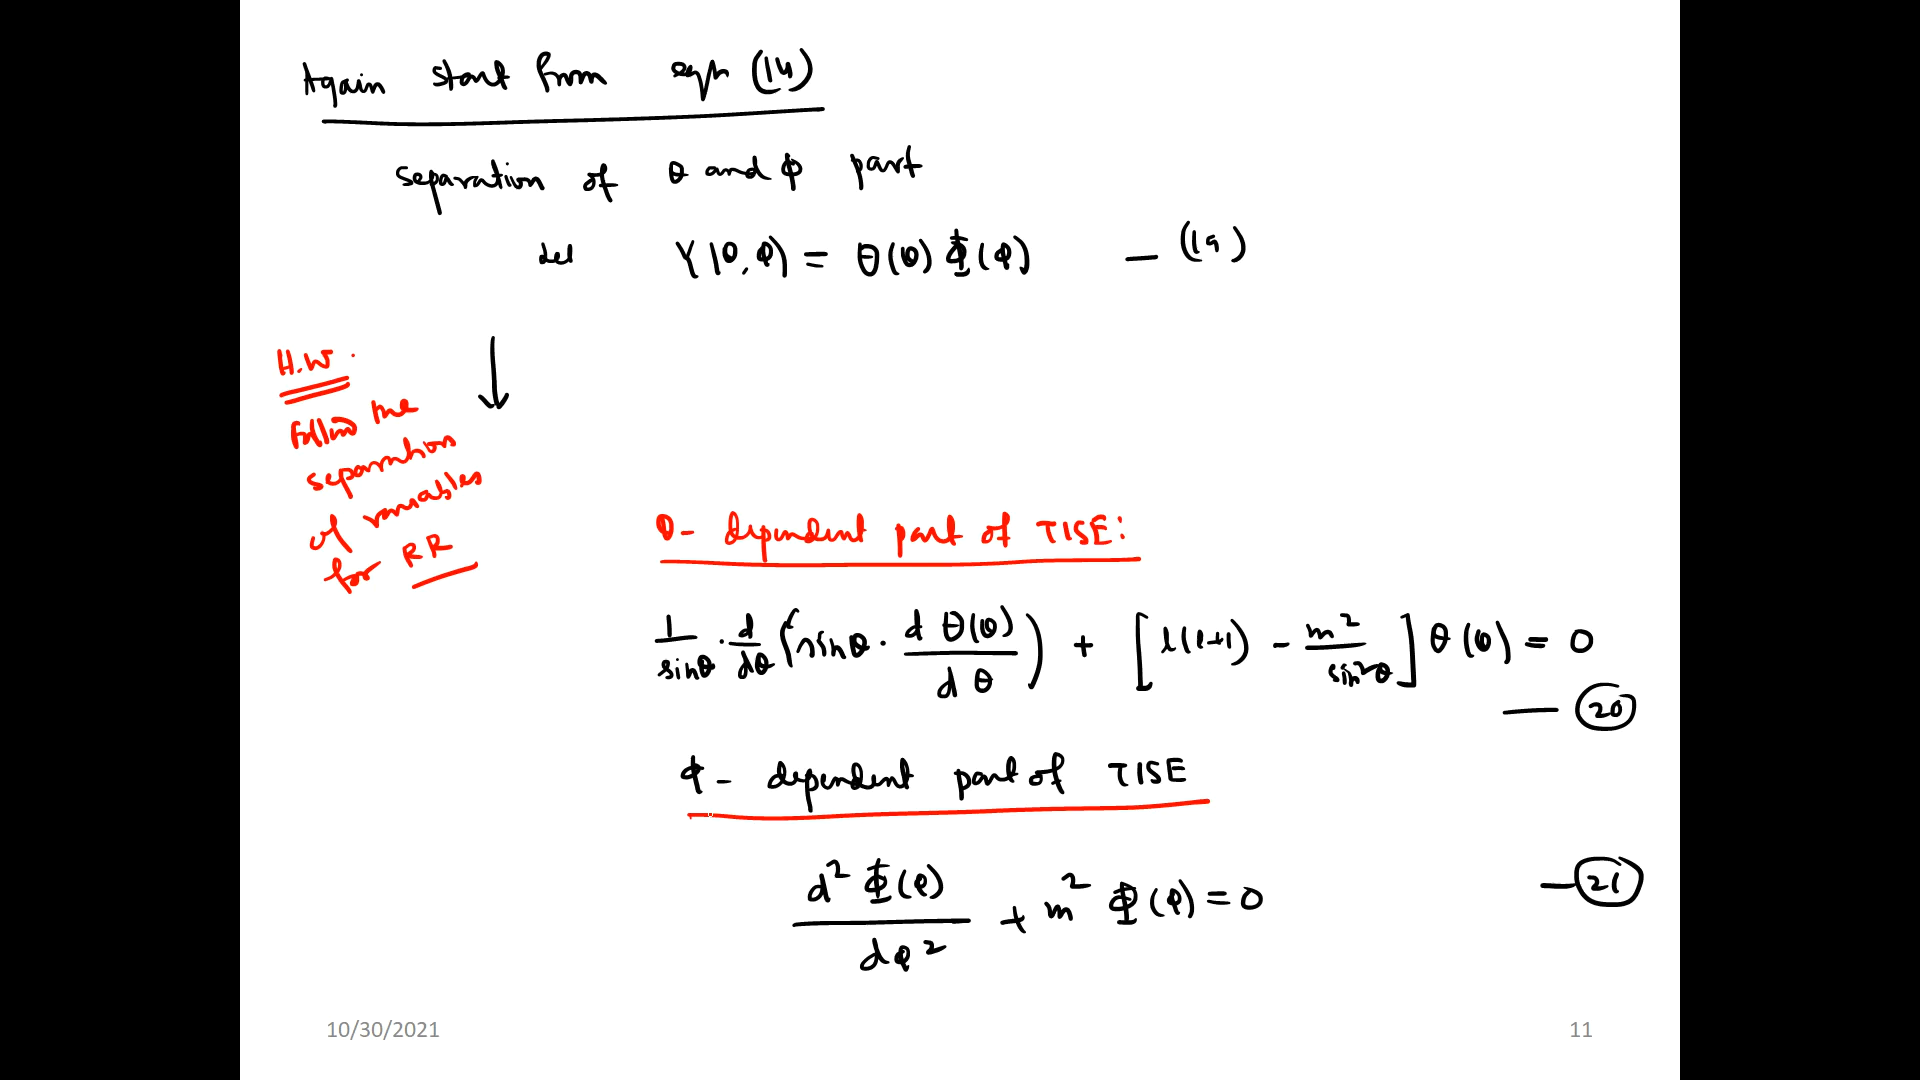 Again start from eqn (14)
separation of θ and φ part
Let Y(θ,φ) = Θ(θ) Φ(φ) — (19)
H.W.
Follow the
separation
of variables
for RR
θ- dependent part of TISE:
1/sinθ · d/dθ (sinθ · dΘ(θ)/dθ) + [l(l+1) - m²/sin²θ] Θ(θ) = 0
— (20)
φ- dependent part of TISE
d²Φ(φ)/dφ² + m² Φ(φ) = 0 — (21)
10/30/2021
11